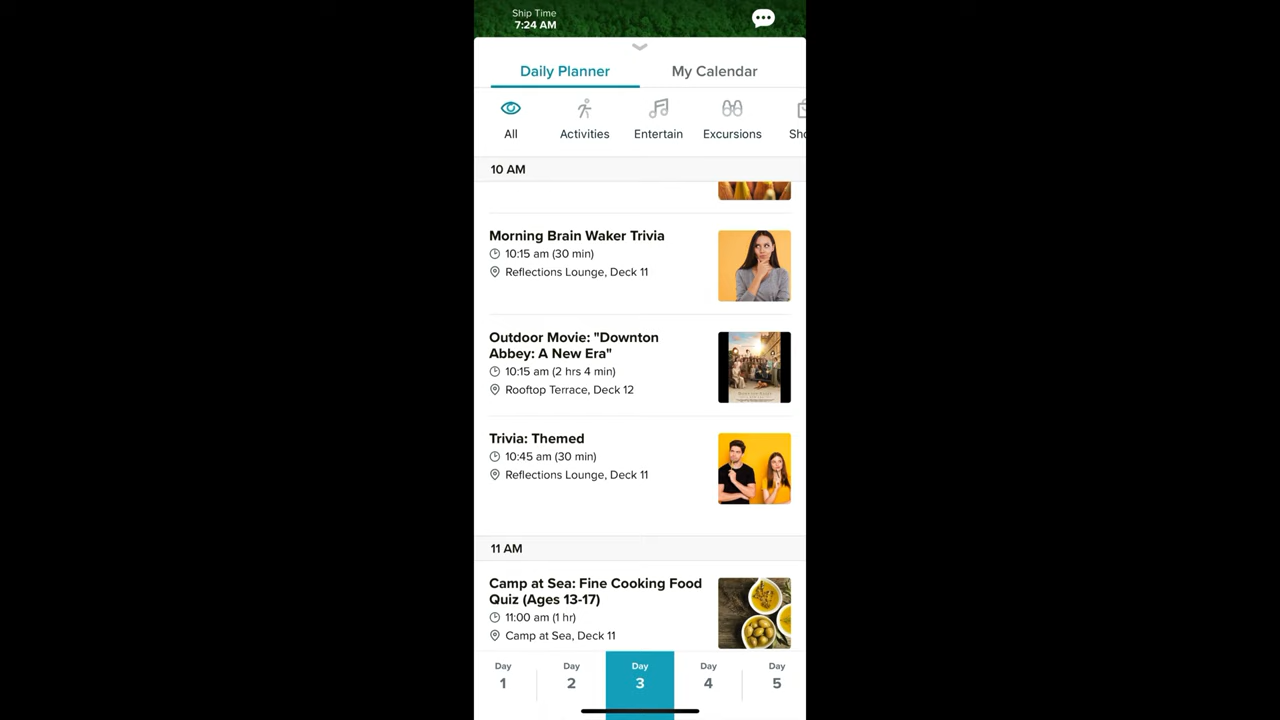 Ship Time
7:24 AM
Daily Planner
My Calendar
All
Activities
Entertain
Excursions
Sho
10 AM
Morning Brain Waker Trivia
10:15 am (30 min)
Reflections Lounge, Deck 11
Outdoor Movie: "Downton
Abbey: A New Era"
10:15 am (2 hrs 4 min)
Rooftop Terrace, Deck 12
Trivia: Themed
10:45 am (30 min)
Reflections Lounge, Deck 11
11 AM
Camp at Sea: Fine Cooking Food
Quiz (Ages 13-17)
11:00 am (1 hr)
Camp at Sea, Deck 11
Day Day Day Day Day
1 2 3 4 5